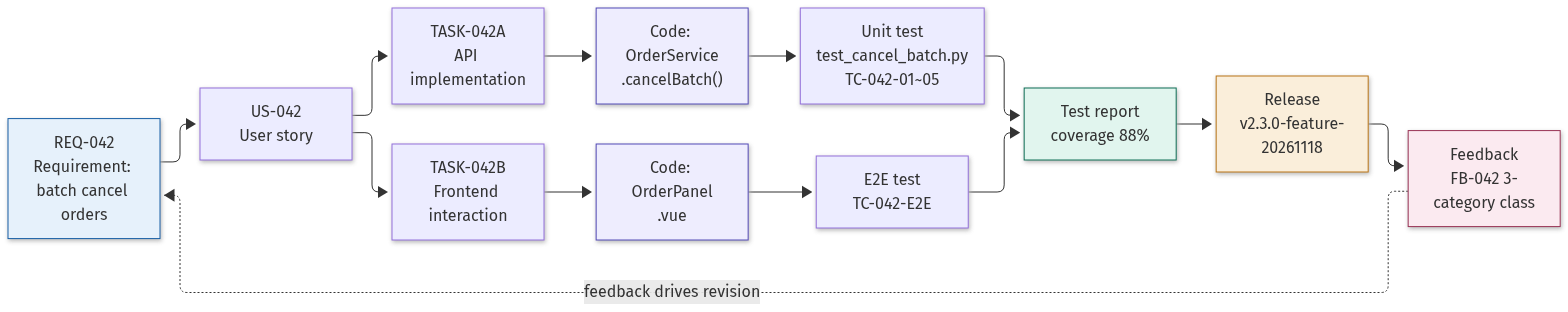 REQ-042
Requirement:
batch cancel
orders
US-042
User story
TASK-042A
API
implementation
TASK-042B
Frontend
interaction
Code:
OrderService
.cancelBatch()
Code:
OrderPanel
.vue
Unit test
test_cancel_batch.py
TC-042-01~05
E2E test
TC-042-E2E
Test report
coverage 88%
Release
v2.3.0-feature-
20261118
Feedback
FB-042 3-
category class
feedback drives revision